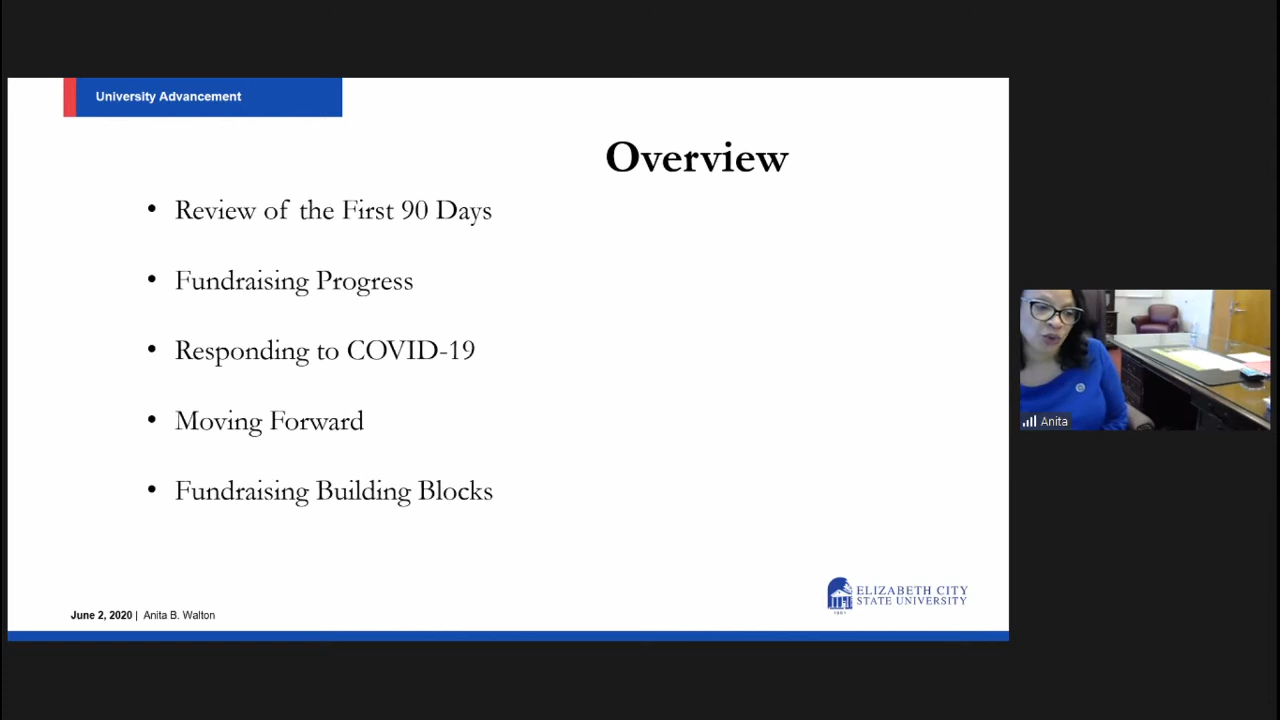 University Advancement
Overview
• Review of the First 90 Days
• Fundraising Progress
• Responding to COVID-19
• Moving Forward
• Fundraising Building Blocks
Anita
ELIZABETH CITY
STATE UNIVERSITY
1891
June 2, 2020 | Anita B. Walton